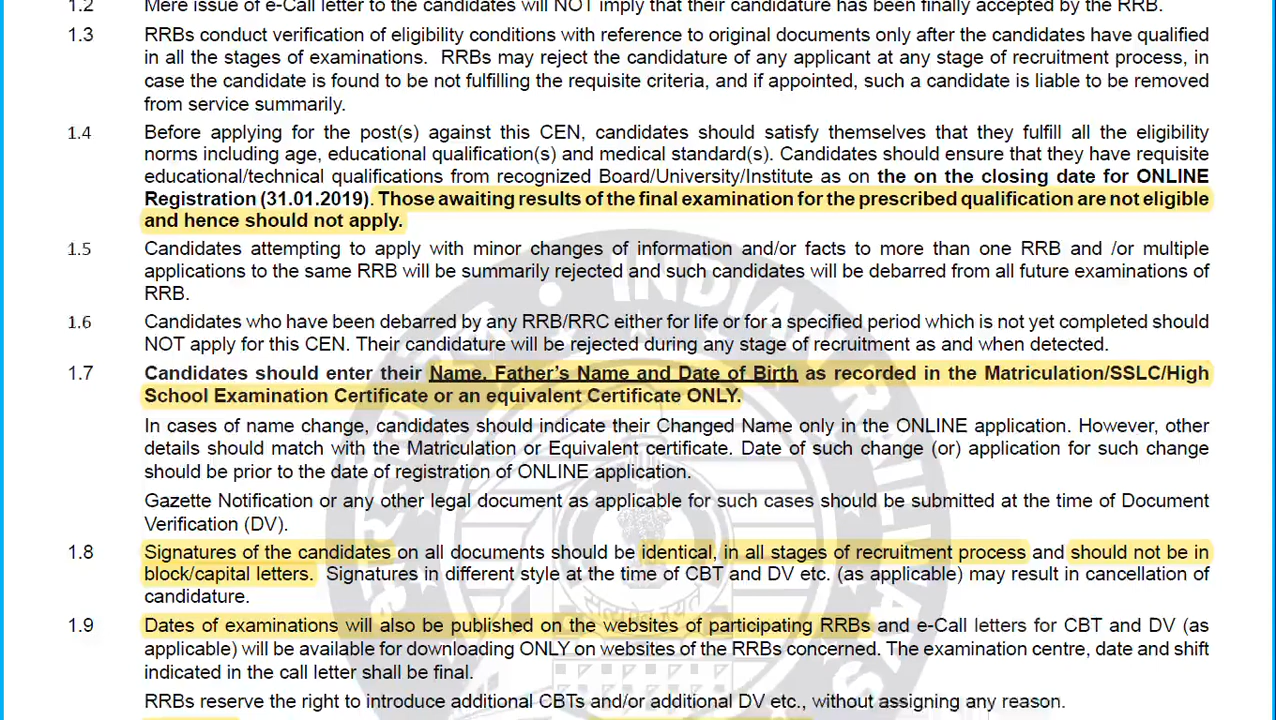 1.2 Mere issue of e-Call letter to the candidates will NOT imply that their candidature has been finally accepted by the RRB.
1.3 RRBs conduct verification of eligibility conditions with reference to original documents only after the candidates have qualified
in all the stages of examinations. RRBs may reject the candidature of any applicant at any stage of recruitment process, in
case the candidate is found to be not fulfilling the requisite criteria, and if appointed, such a candidate is liable to be removed
from service summarily.
1.4 Before applying for the post(s) against this CEN, candidates should satisfy themselves that they fulfill all the eligibility
norms including age, educational qualification(s) and medical standard(s). Candidates should ensure that they have requisite
educational/technical qualifications from recognized Board/University/Institute as on the on the closing date for ONLINE
Registration (31.01.2019). Those awaiting results of the final examination for the prescribed qualification are not eligible
and hence should not apply.
1.5 Candidates attempting to apply with minor changes of information and/or facts to more than one RRB and /or multiple
applications to the same RRB will be summarily rejected and such candidates will be debarred from all future examinations of
RRB.
1.6 Candidates who have been debarred by any RRB/RRC either for life or for a specified period which is not yet completed should
NOT apply for this CEN. Their candidature will be rejected during any stage of recruitment as and when detected.
1.7 Candidates should enter their Name, Father's Name and Date of Birth as recorded in the Matriculation/SSLC/High
School Examination Certificate or an equivalent Certificate ONLY.
In cases of name change, candidates should indicate their Changed Name only in the ONLINE application. However, other
details should match with the Matriculation or Equivalent certificate. Date of such change (or) application for such change
should be prior to the date of registration of ONLINE application.
Gazette Notification or any other legal document as applicable for such cases should be submitted at the time of Document
Verification (DV).
1.8 Signatures of the candidates on all documents should be identical, in all stages of recruitment process and should not be in
block/capital letters. Signatures in different style at the time of CBT and DV etc. (as applicable) may result in cancellation of
candidature.
1.9 Dates of examinations will also be published on the websites of participating RRBs and e-Call letters for CBT and DV (as
applicable) will be available for downloading ONLY on websites of the RRBs concerned. The examination centre, date and shift
indicated in the call letter shall be final.
RRBs reserve the right to introduce additional CBTs and/or additional DV etc., without assigning any reason.
INDIAN RAILWAYS